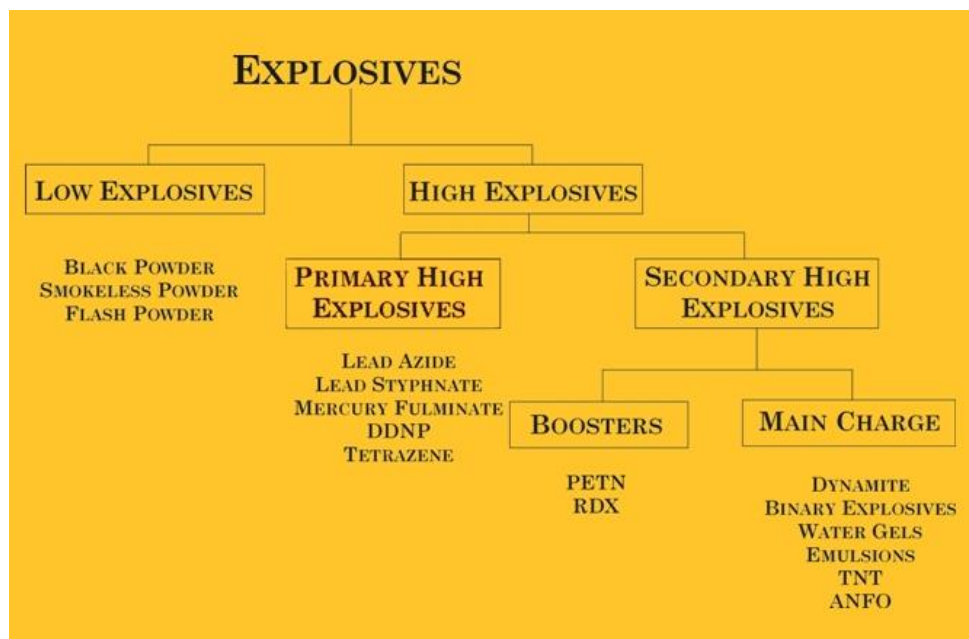 EXPLOSIVES
LOW EXPLOSIVES
HIGH EXPLOSIVES
BLACK POWDER
SMOKELESS POWDER
FLASH POWDER
PRIMARY HIGH
EXPLOSIVES
SECONDARY HIGH
EXPLOSIVES
LEAD AZIDE
LEAD STYPHNATE
MERCURY FULMINATE
DDNP
TETRAZENE
BOOSTERS
MAIN CHARGE
PETN
RDX
DYNAMITE
BINARY EXPLOSIVES
WATER GELS
EMULSIONS
TNT
ANFO